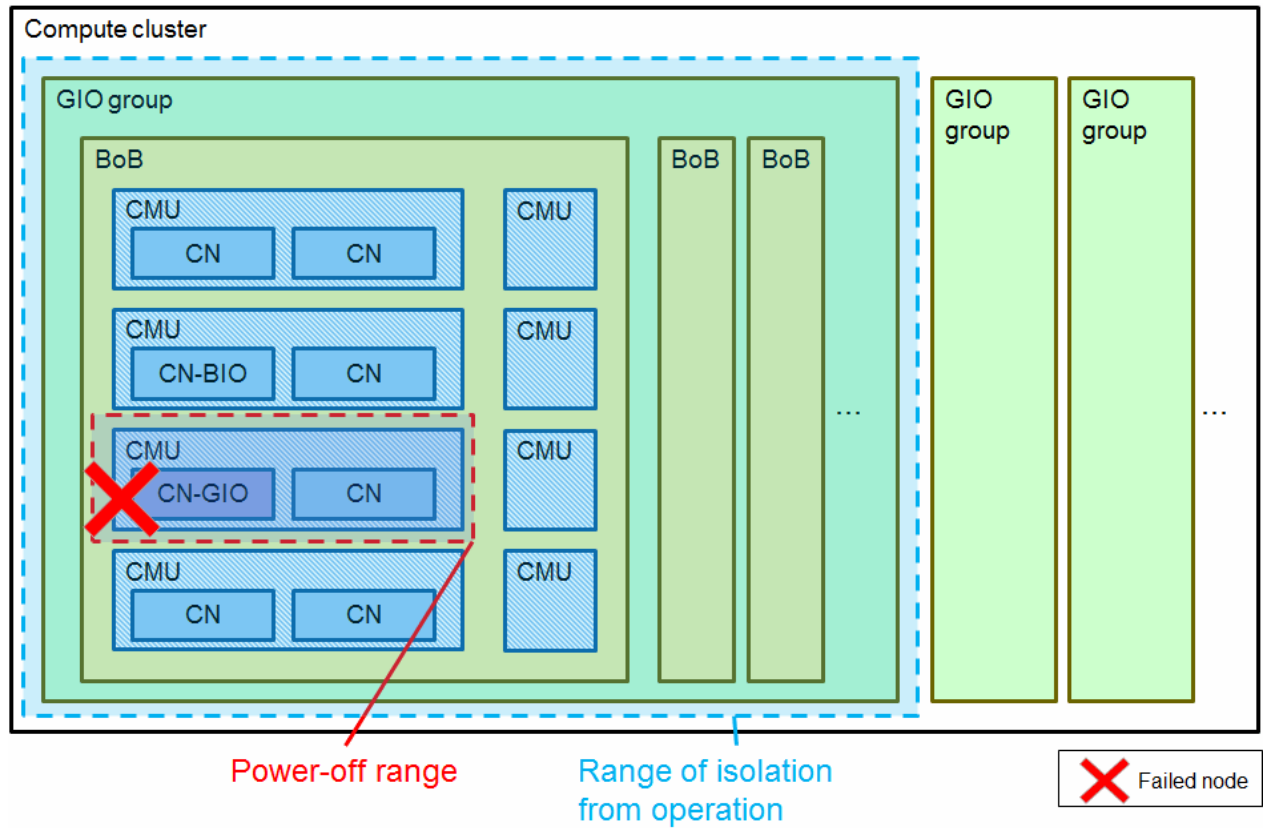 Compute cluster
GIO group
GIO
group
GIO
group
BoB
BoB
BoB
CMU
CN
CN
CMU
CMU
CN-BIO
CN
CMU
...
...
CMU
CN-GIO
CN
CMU
CMU
CN
CN
CMU
Power-off range
Range of isolation
from operation
Failed node